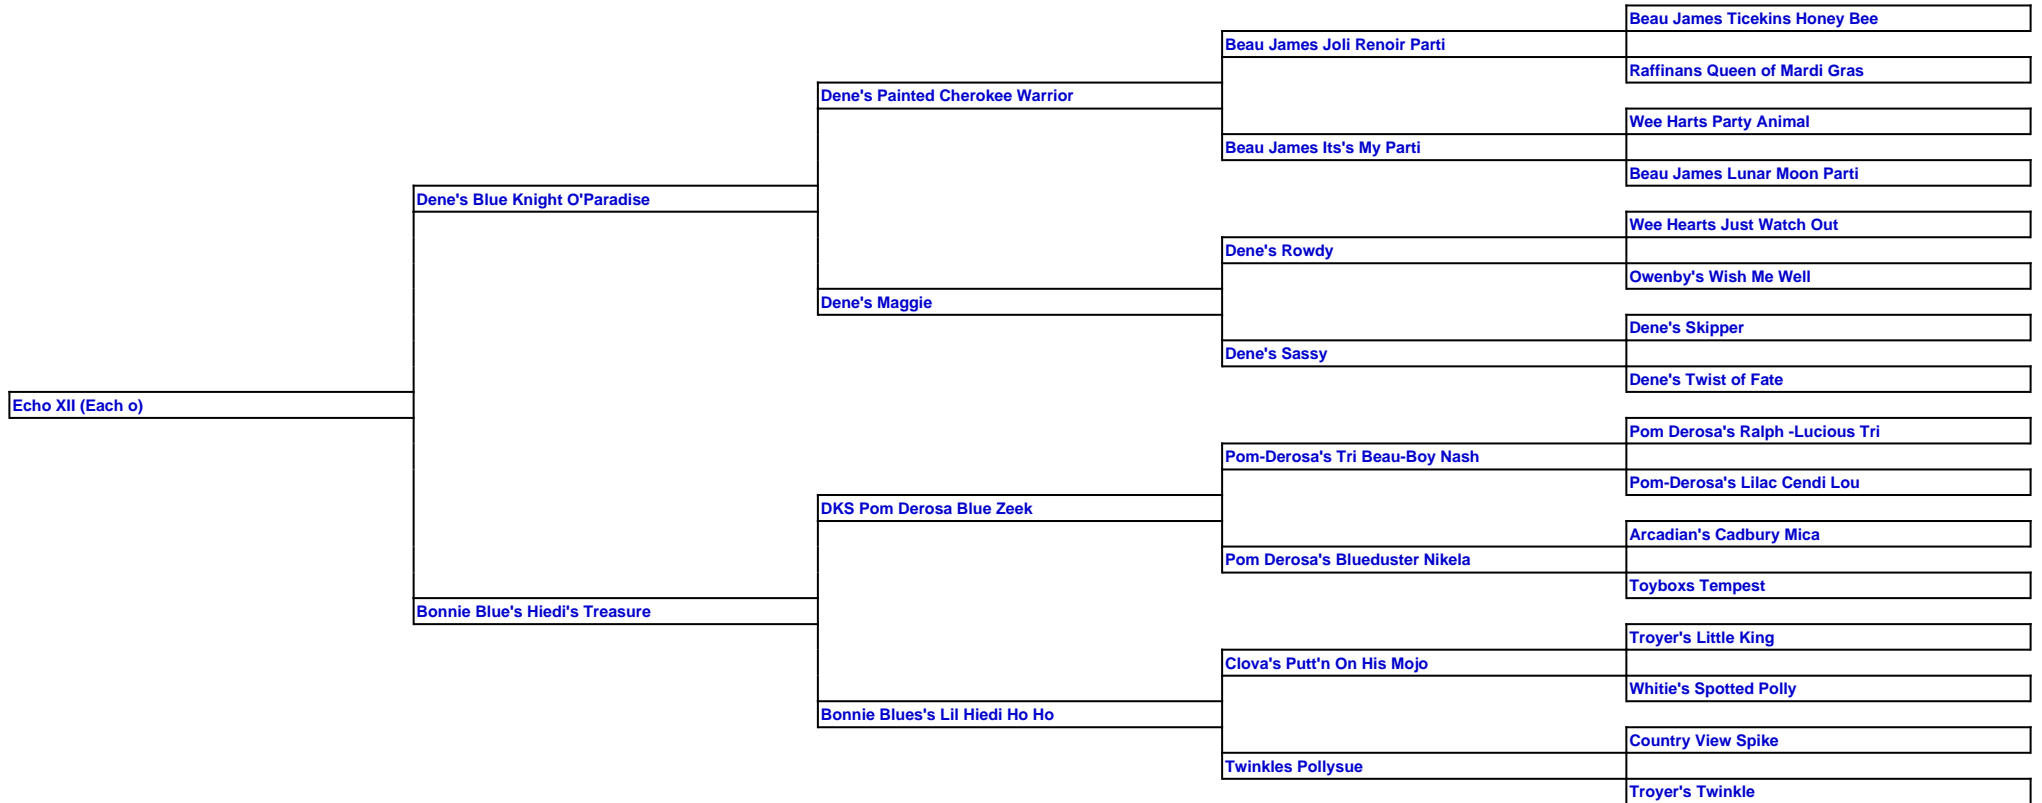 Beau James Ticekins Honey Bee
Beau James Joli Renoir Parti
Raffinans Queen of Mardi Gras
Dene's Painted Cherokee Warrior
Wee Harts Party Animal
Beau James Its's My Parti
Beau James Lunar Moon Parti
Dene's Blue Knight O'Paradise
Wee Hearts Just Watch Out
Dene's Rowdy
Owenby's Wish Me Well
Dene's Maggie
Dene's Skipper
Dene's Sassy
Dene's Twist of Fate
Echo XII (Each o)
Pom Derosa's Ralph -Lucious Tri
Pom-Derosa's Tri Beau-Boy Nash
Pom-Derosa's Lilac Cendi Lou
DKS Pom Derosa Blue Zeek
Arcadian's Cadbury Mica
Pom Derosa's Blueduster Nikela
Toyboxs Tempest
Bonnie Blue's Hiedi's Treasure
Troyer's Little King
Clova's Putt'n On His Mojo
Whitie's Spotted Polly
Bonnie Blues's Lil Hiedi Ho Ho
Country View Spike
Twinkles Pollysue
Troyer's Twinkle